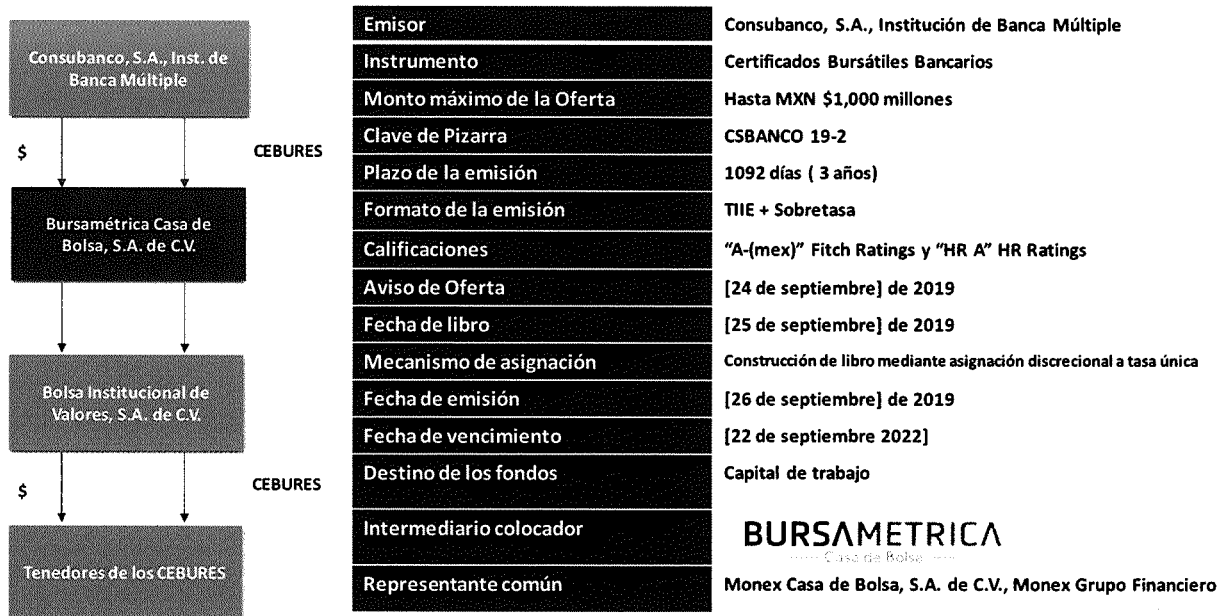 Consubanco, S.A., Inst. de
Banca Múltiple
$
CEBURES
Bursamétrica Casa de
Bolsa, S.A. de C.V.
Bolsa Institucional de
Valores, S.A. de C.V.
$
CEBURES
Tenedores de los CEBURES
Emisor
Consubanco, S.A., Institución de Banca Múltiple
Instrumento
Certificados Bursátiles Bancarios
Monto máximo de la Oferta
Hasta MXN $1,000 millones
Clave de Pizarra
CSBANCO 19-2
Plazo de la emisión
1092 días ( 3 años)
Formato de la emisión
TIIE + Sobretasa
Calificaciones
“A-(mex)” Fitch Ratings y “HR A” HR Ratings
Aviso de Oferta
[24 de septiembre] de 2019
Fecha de libro
[25 de septiembre] de 2019
Mecanismo de asignación
Construcción de libro mediante asignación discrecional a tasa única
Fecha de emisión
[26 de septiembre] de 2019
Fecha de vencimiento
[22 de septiembre 2022]
Destino de los fondos
Capital de trabajo
Intermediario colocador
BURSAMETRICA
Casa de Bolsa
Representante común
Monex Casa de Bolsa, S.A. de C.V., Monex Grupo Financiero